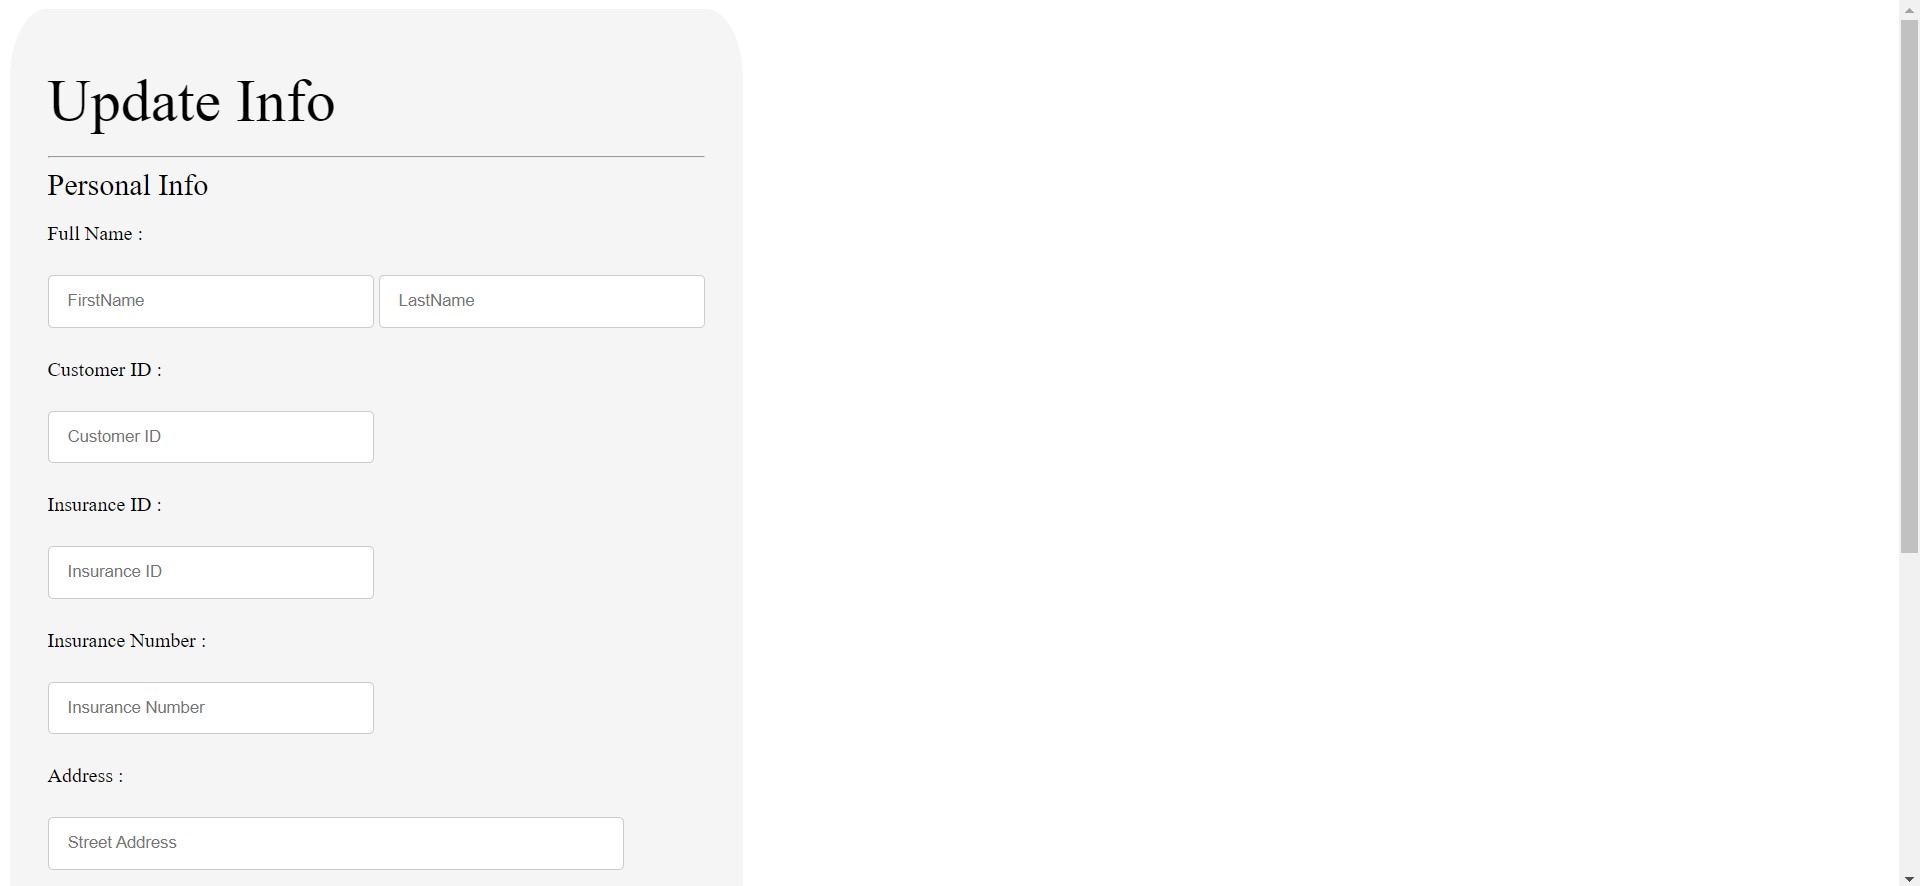 Update Info
Personal Info
Full Name :
FirstName LastName
Customer ID :
Customer ID
Insurance ID :
Insurance ID
Insurance Number :
Insurance Number
Address :
Street Address